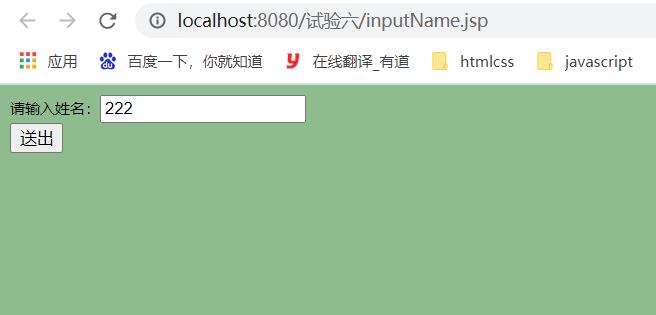 localhost:8080/试验六/inputName.jsp
应用 百度一下，你就知道 在线翻译_有道 htmlcss javascript
请输入姓名： 222
送出